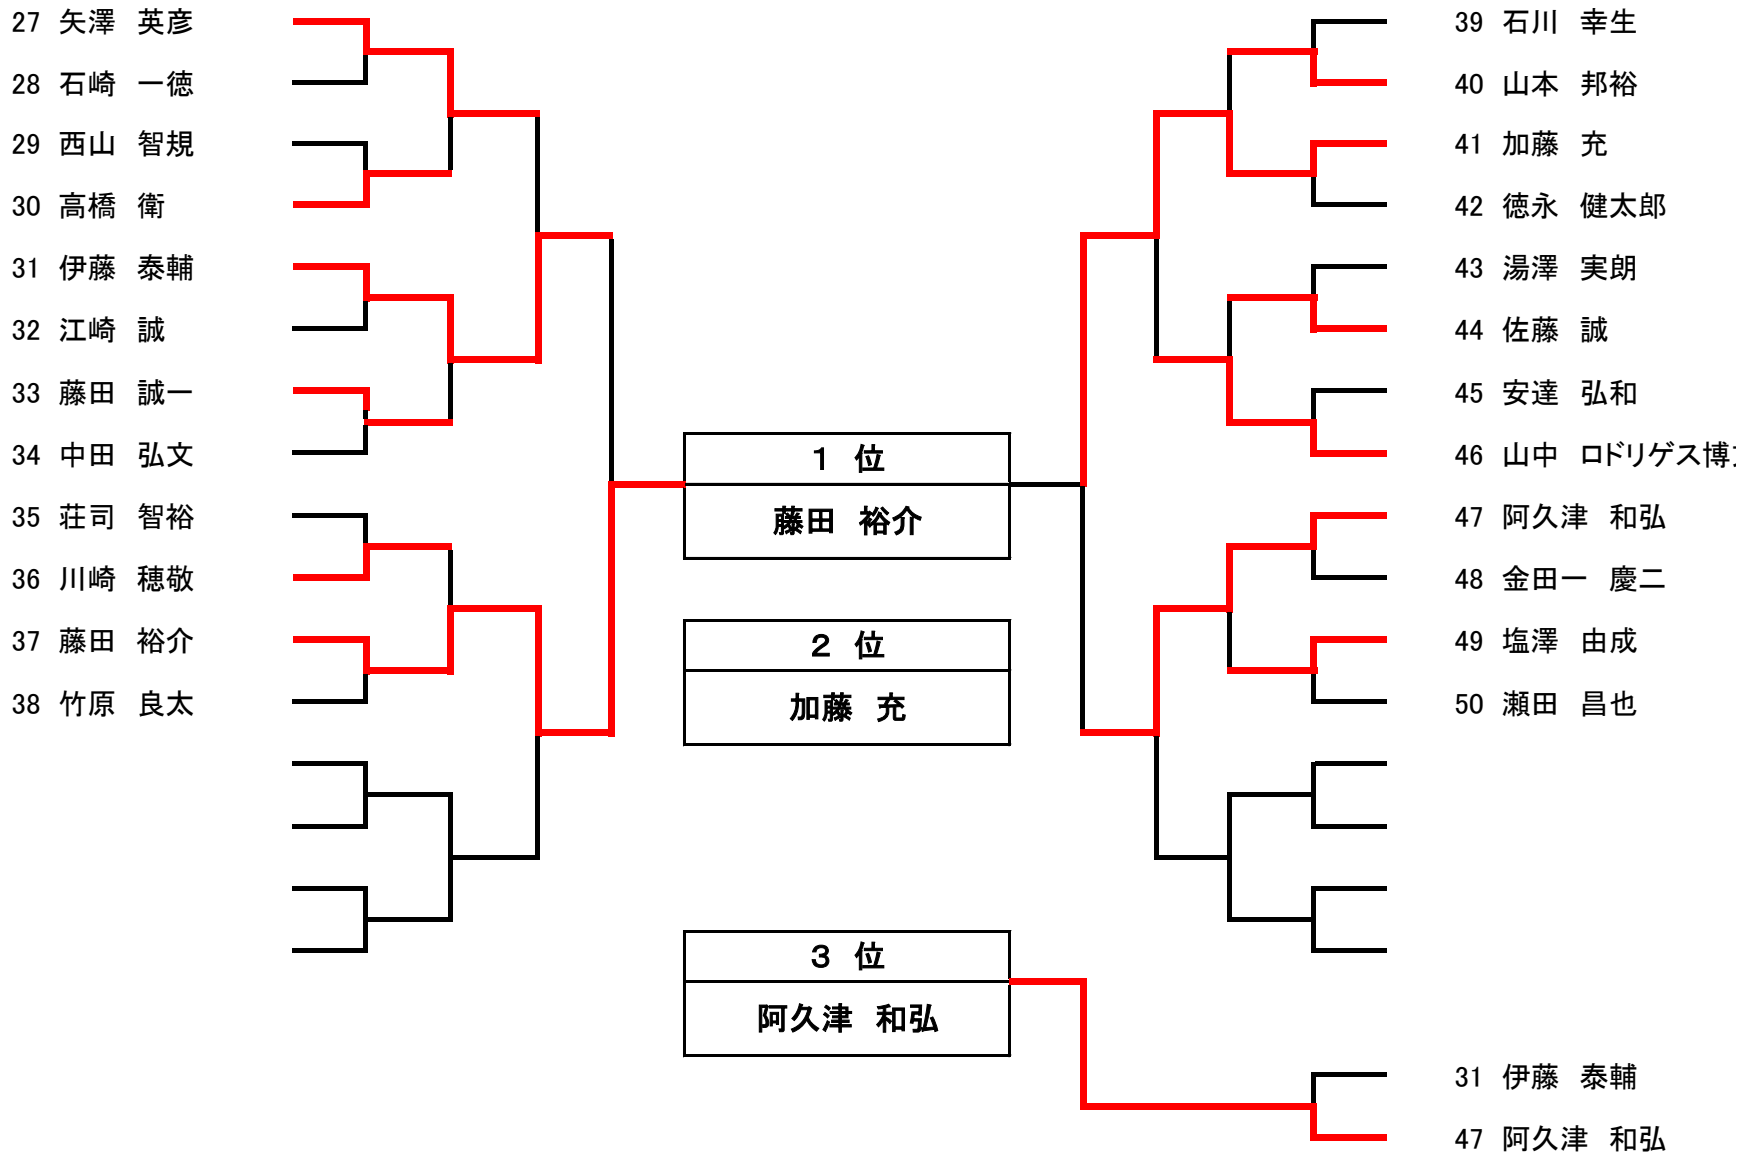 27 矢澤 英彦
28 石崎 一徳
29 西山 智規
30 高橋 衛
31 伊藤 泰輔
32 江崎 誠
33 藤田 誠一
34 中田 弘文
35 荘司 智裕
36 川崎 穂敬
37 藤田 裕介
38 竹原 良太
1 位
藤田 裕介
2 位
加藤 充
3 位
阿久津 和弘
39 石川 幸生
40 山本 邦裕
41 加藤 充
42 徳永 健太郎
43 湯澤 実朗
44 佐藤 誠
45 安達 弘和
46 山中 ロドリゲス博
47 阿久津 和弘
48 金田一 慶二
49 塩澤 由成
50 瀬田 昌也
31 伊藤 泰輔
47 阿久津 和弘